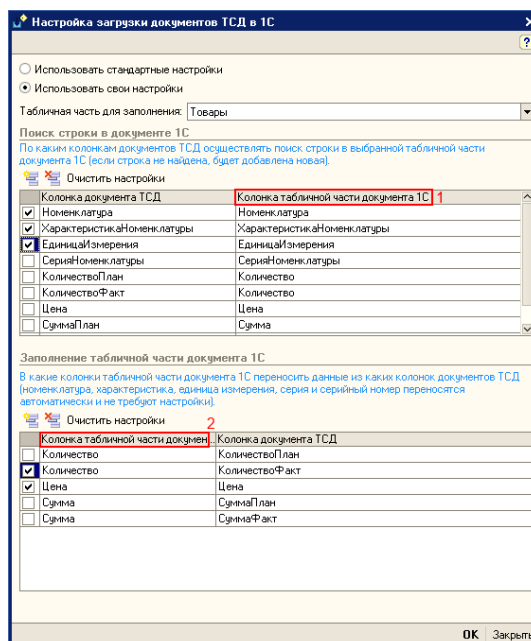 Настройка загрузки документов ТСД в 1С
?
Использовать стандартные настройки
Использовать свои настройки
Табличная часть для заполнения: Товары
Поиск строки в документе 1С
По каким колонкам документов ТСД осуществлять поиск строки в выбранной табличной части
документа 1С (если строка не найдена, будет добавлена новая).
Очистить настройки
Колонка документа ТСД Колонка табличной части документа 1С 1
Номенклатура Номенклатура
ХарактеристикаНоменклатуры ХарактеристикаНоменклатуры
ЕдиницаИзмерения ЕдиницаИзмерения
СерияНоменклатуры СерияНоменклатуры
КоличествоПлан Количество
КоличествоФакт Количество
Цена Цена
СуммаПлан Сумма
Заполнение табличной части документа 1С
В какие колонки табличной части документа 1С переносить данные из каких колонок документов ТСД
(номенклатура, характеристика, единица измерения, серия и серийный номер переносятся
автоматически и не требуют настройки).
Очистить настройки 2
Колонка табличной части докумен... Колонка документа ТСД
Количество КоличествоПлан
Количество КоличествоФакт
Цена Цена
Сумма СуммаПлан
Сумма СуммаФакт
OK Закрыть